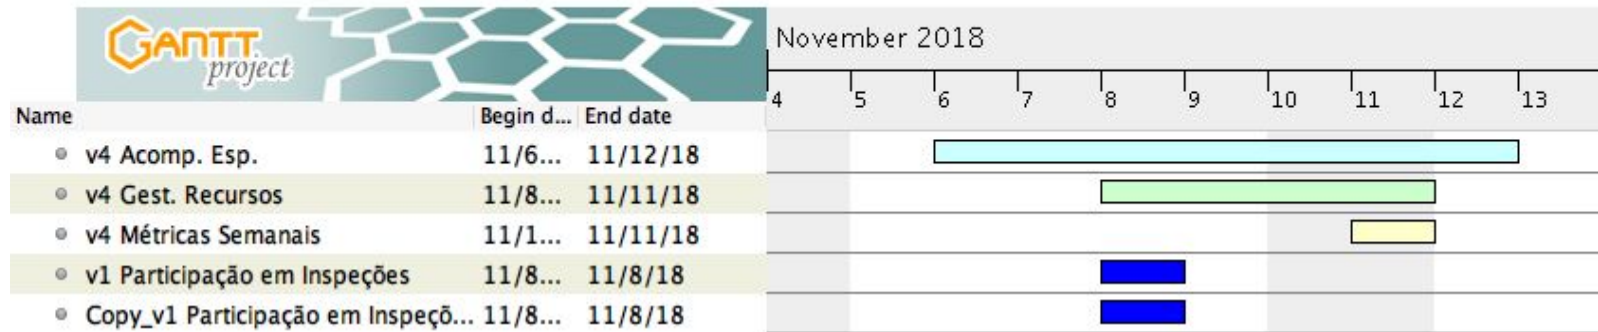 GANTT
project
November 2018
4 5 6 7 8 9 10 11 12 13
Name Begin d... End date
v4 Acomp. Esp. 11/6... 11/12/18
v4 Gest. Recursos 11/8... 11/11/18
v4 Métricas Semanais 11/1... 11/11/18
v1 Participação em Inspeções 11/8... 11/8/18
Copy_v1 Participação em Inspeçõ... 11/8... 11/8/18